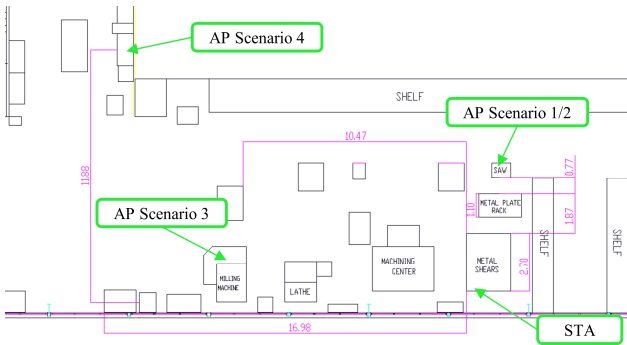 AP Scenario 4
SHELF
AP Scenario 1/2
10.47
SAW
0.77
11.88
METAL PLATE
RACK
1.10
1.87
AP Scenario 3
SHELF
SHELF
MACHINING
CENTER
METAL
SHEARS
2.70
MILLING
MACHINE
LATHE
16.98
STA